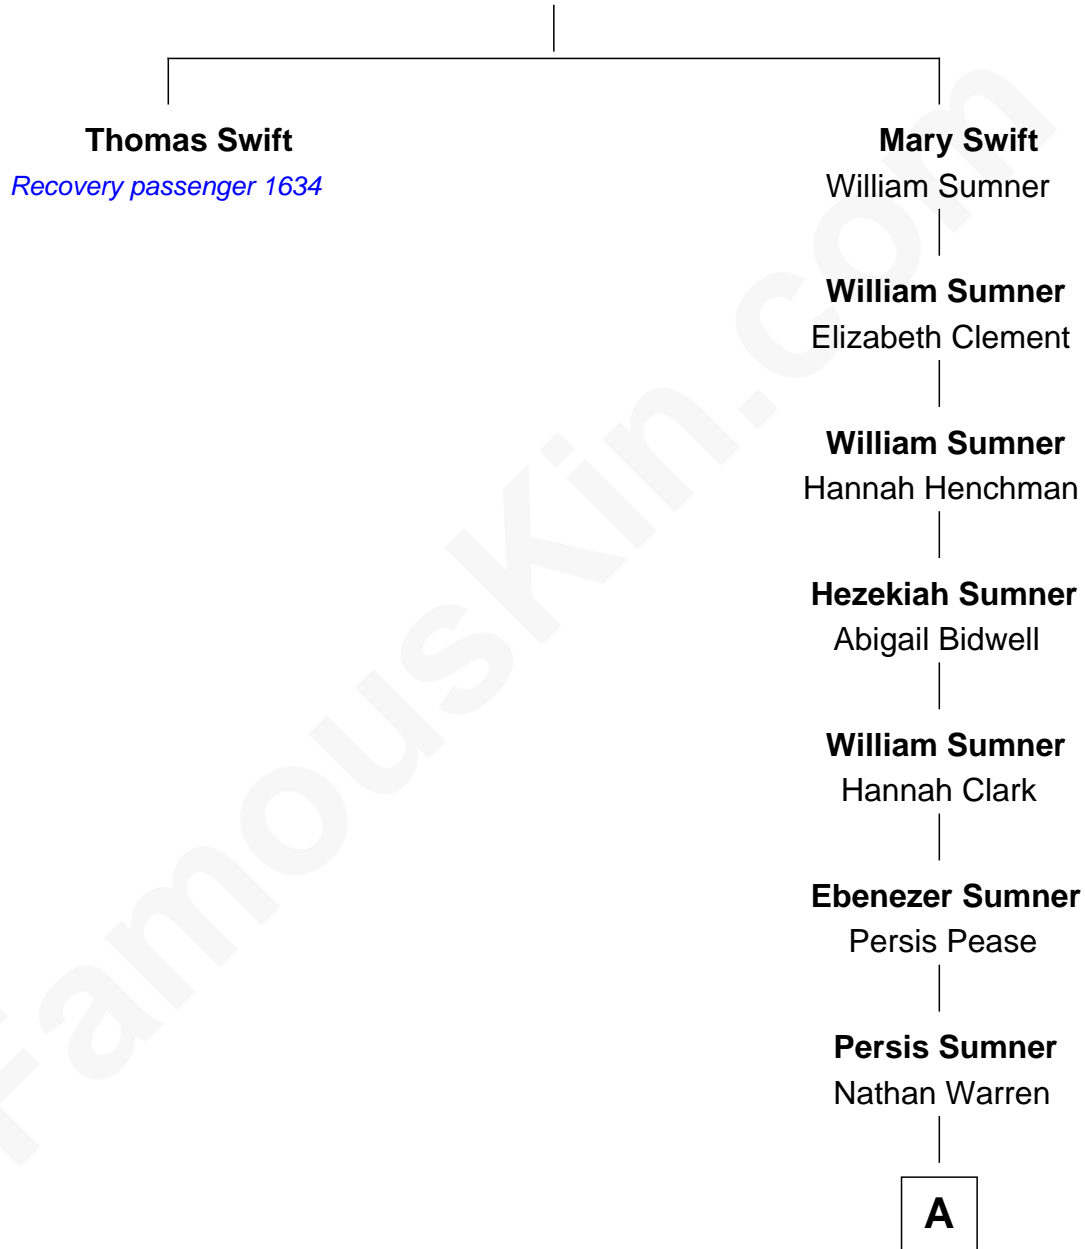 Thomas Swift
Recovery passenger 1634
Mary Swift
William Sumner
William Sumner
Elizabeth Clement
William Sumner
Hannah Henchman
Hezekiah Sumner
Abigail Bidwell
William Sumner
Hannah Clark
Ebenezer Sumner
Persis Pease
Persis Sumner
Nathan Warren
A
FamousKin.com